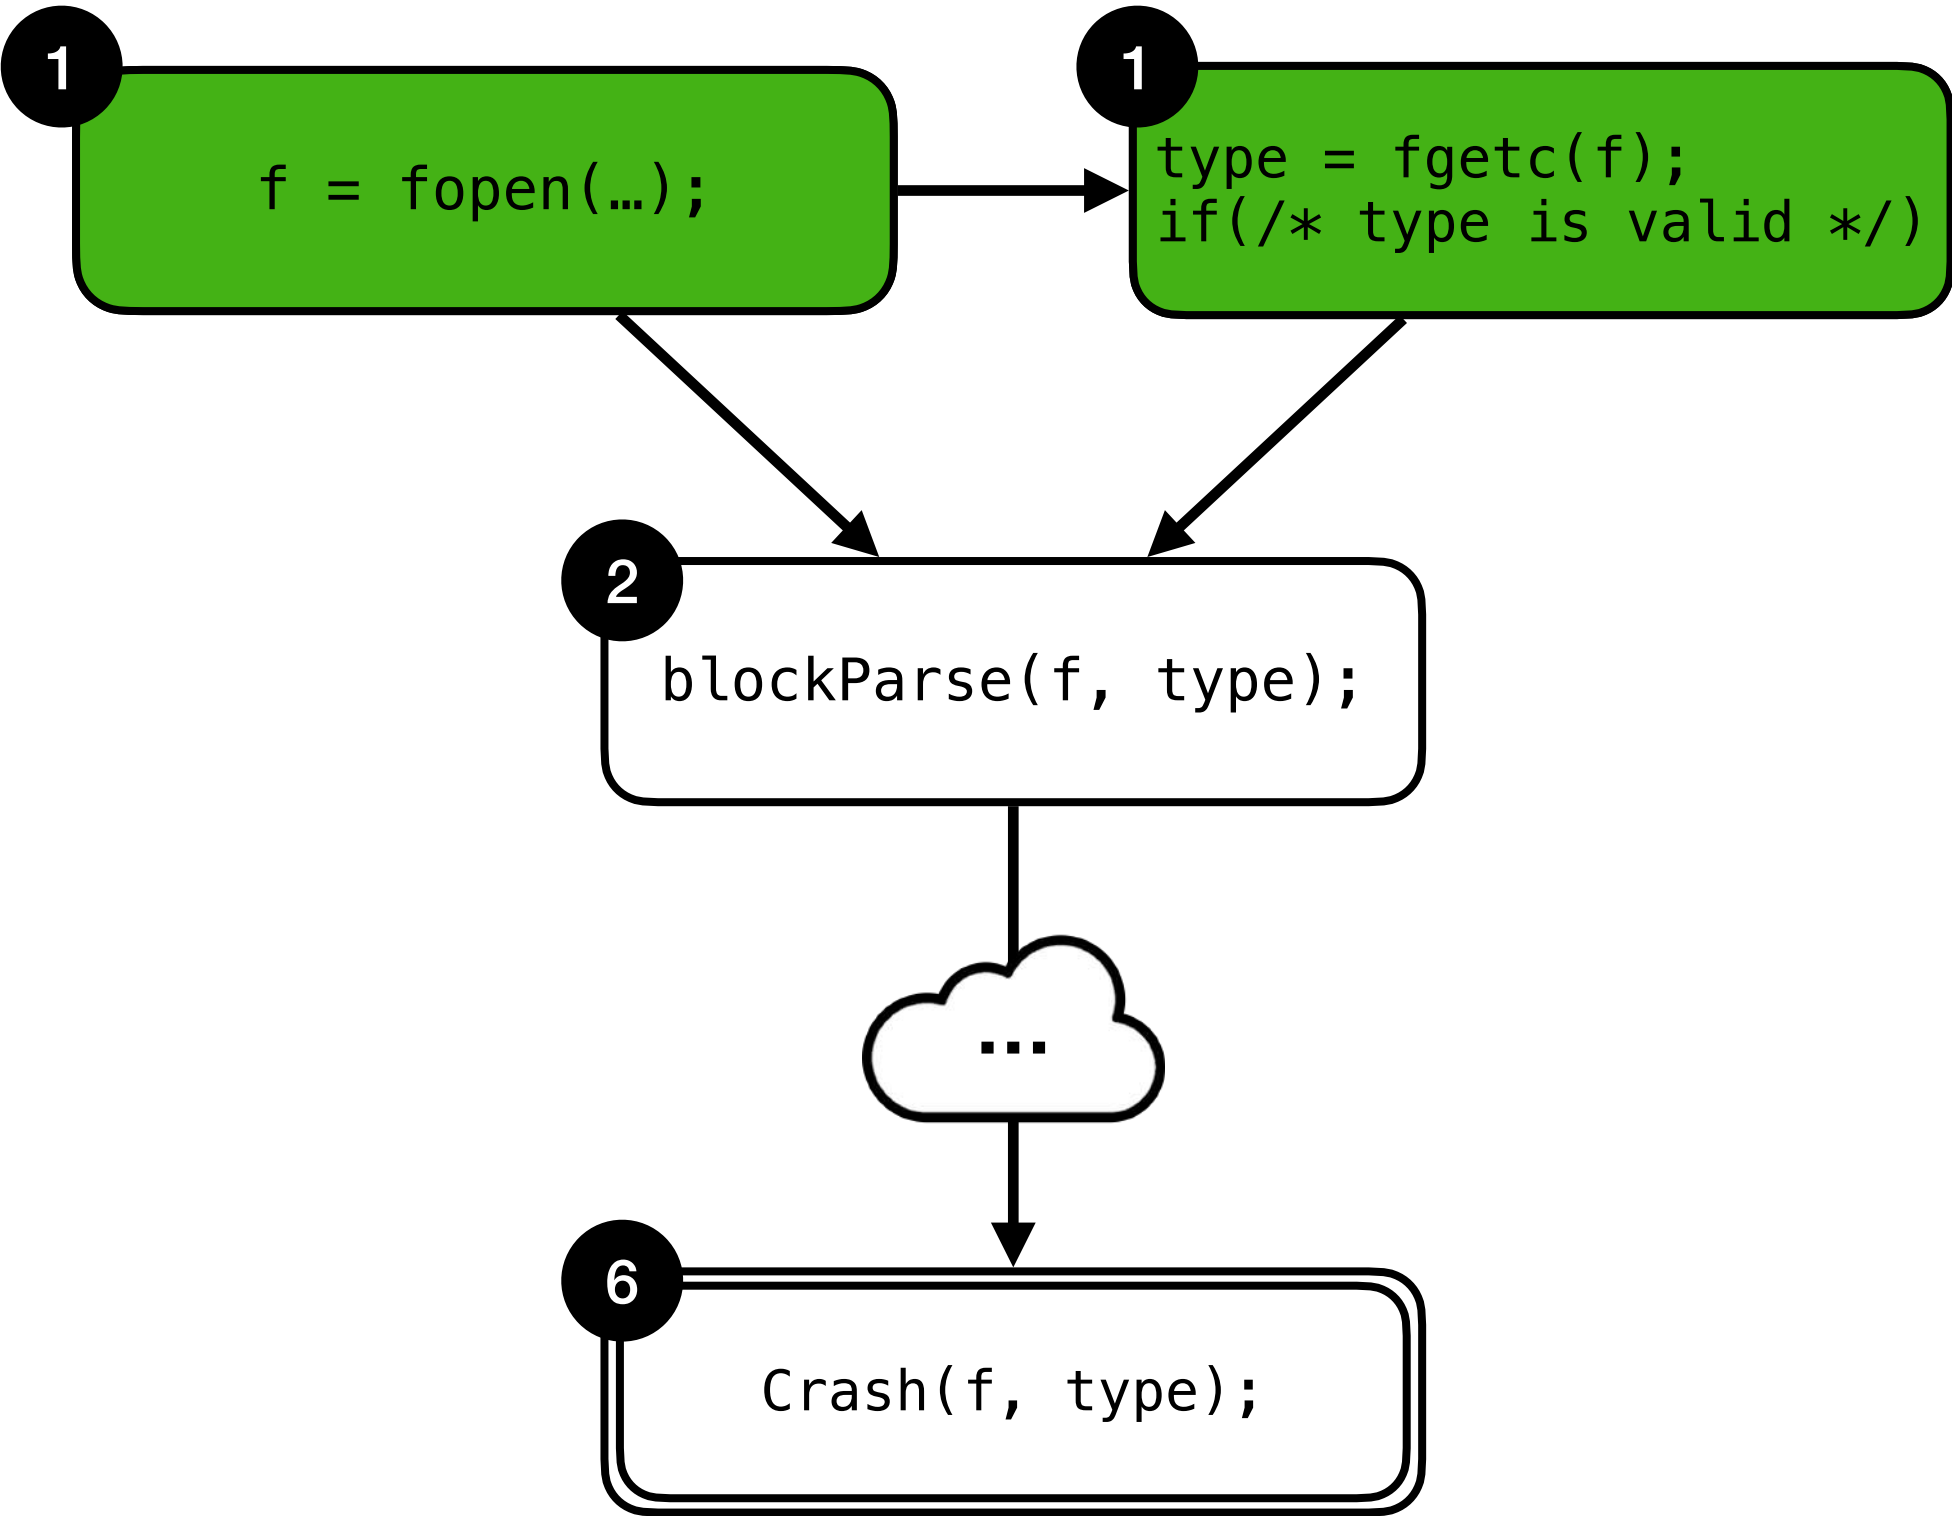 1
f = fopen(…);
1
type = fgetc(f);
if(/* type is valid */)
2
blockParse(f, type);
...
6
Crash(f, type);